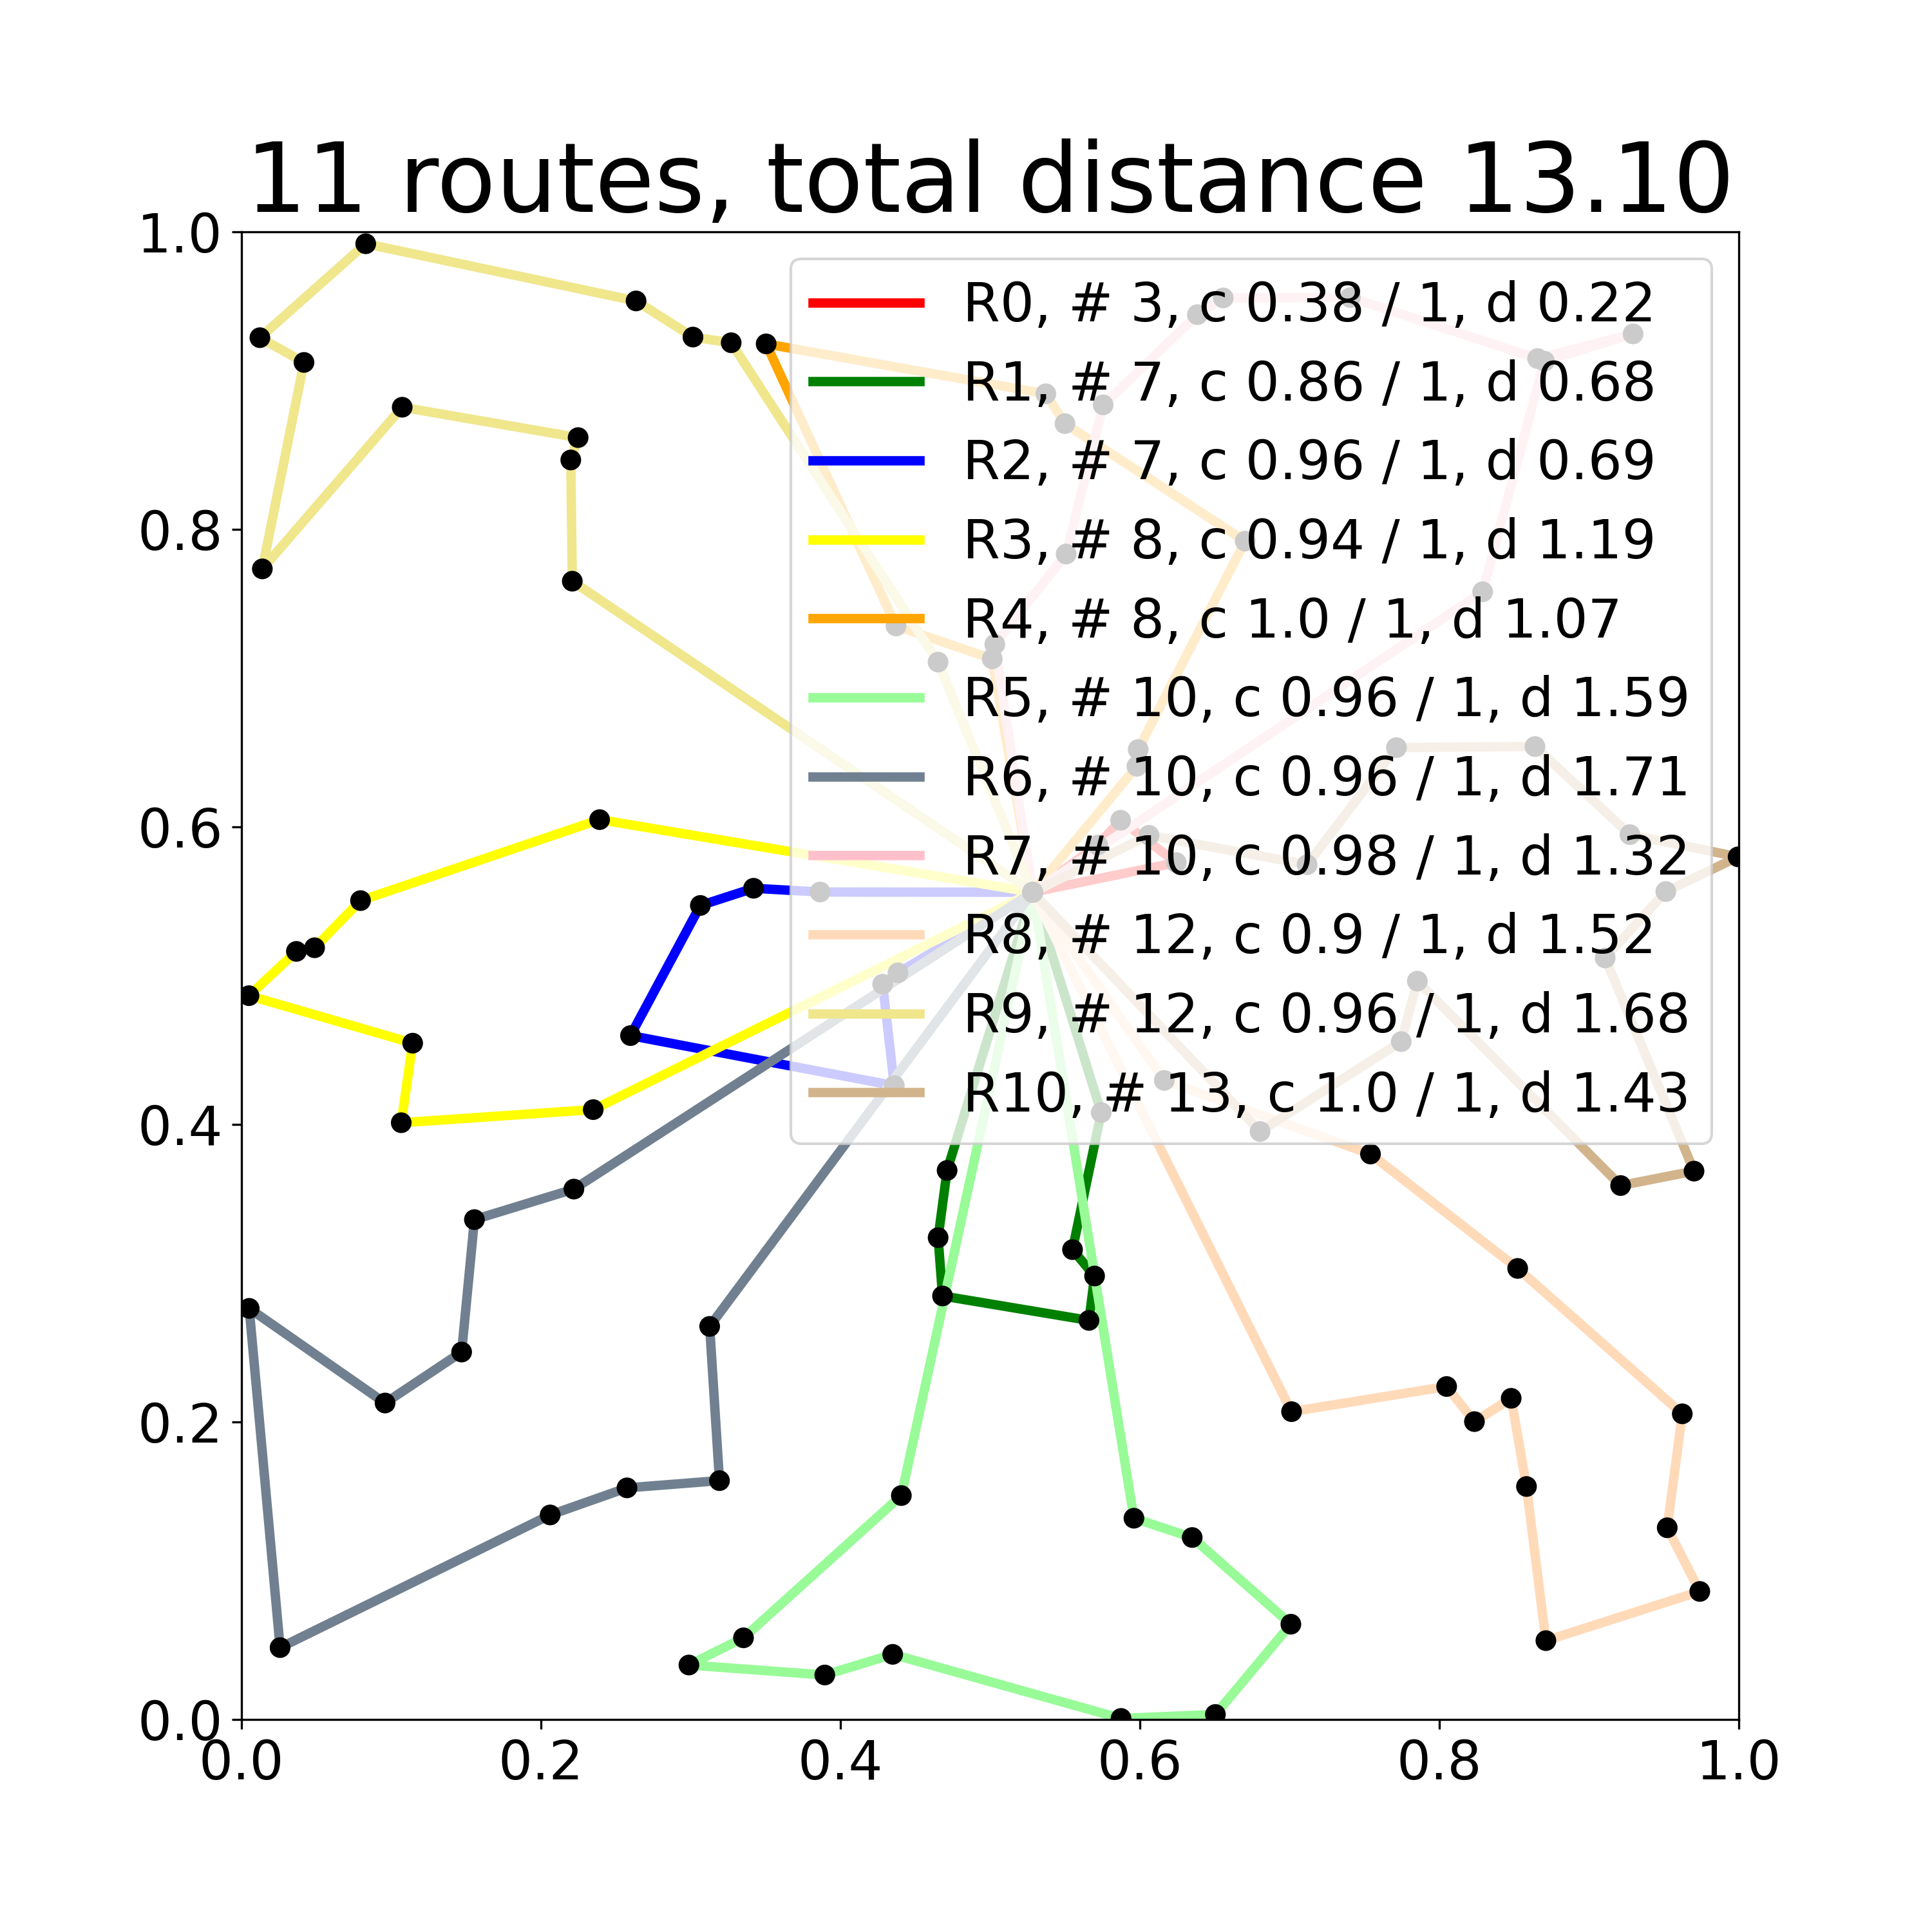 11 routes, total distance 13.10
1.0
0.8
0.6
0.4
0.2
0.0
R0, # 3, c 0.38 / 1, d 0.22
R1, # 7, c 0.86 / 1, d 0.68
R2, # 7, c 0.96 / 1, d 0.69
R3, # 8, c 0.94 / 1, d 1.19
R4, # 8, c 1.0 / 1, d 1.07
R5, # 10, c 0.96 / 1, d 1.59
R6, # 10, c 0.96 / 1, d 1.71
R7, # 10, c 0.98 / 1, d 1.32
R8, # 12, c 0.9 / 1, d 1.52
R9, # 12, c 0.96 / 1, d 1.68
R10, # 13, c 1.0 / 1, d 1.43
0.0 0.2 0.4 0.6 0.8 1.0